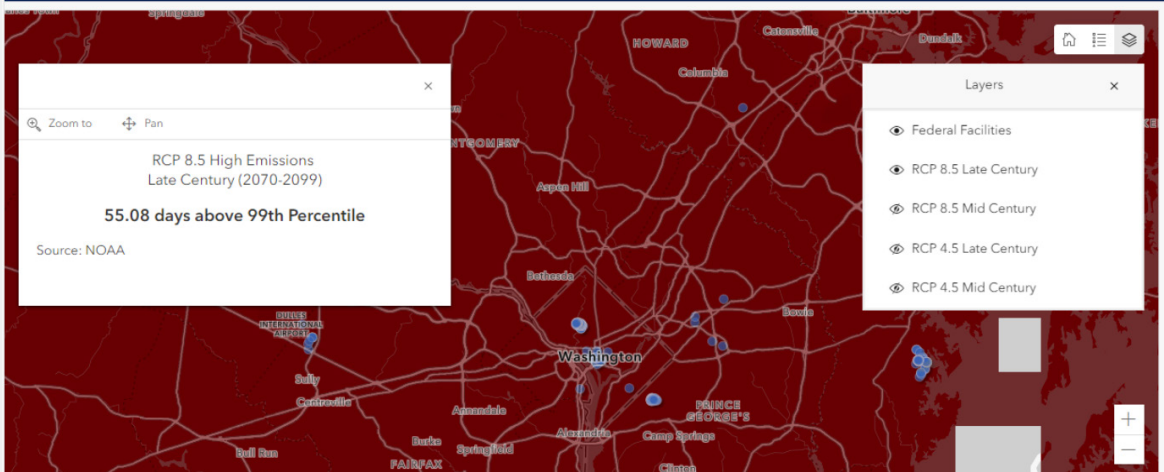 Springdale
Baltimore
HOWARD
Catonsville
Dundalk
Columbia
Layers
Zoom to
Pan
Federal Facilities
RCP 8.5 High Emissions
Late Century (2070-2099)
RCP 8.5 Late Century
Aspen Hill
55.08 days above 99th Percentile
RCP 8.5 Mid Century
Source: NOAA
RCP 4.5 Late Century
Bethesda
RCP 4.5 Mid Century
Bowie
DULLES
INTERNATIONAL
AIRPORT
Washington
Sully
Centreville
Annandale
PRINCE
GEORGE'S
Alexandria
Camp Springs
Burke
Springfield
Bull Run
FAIRFAX
Clinton